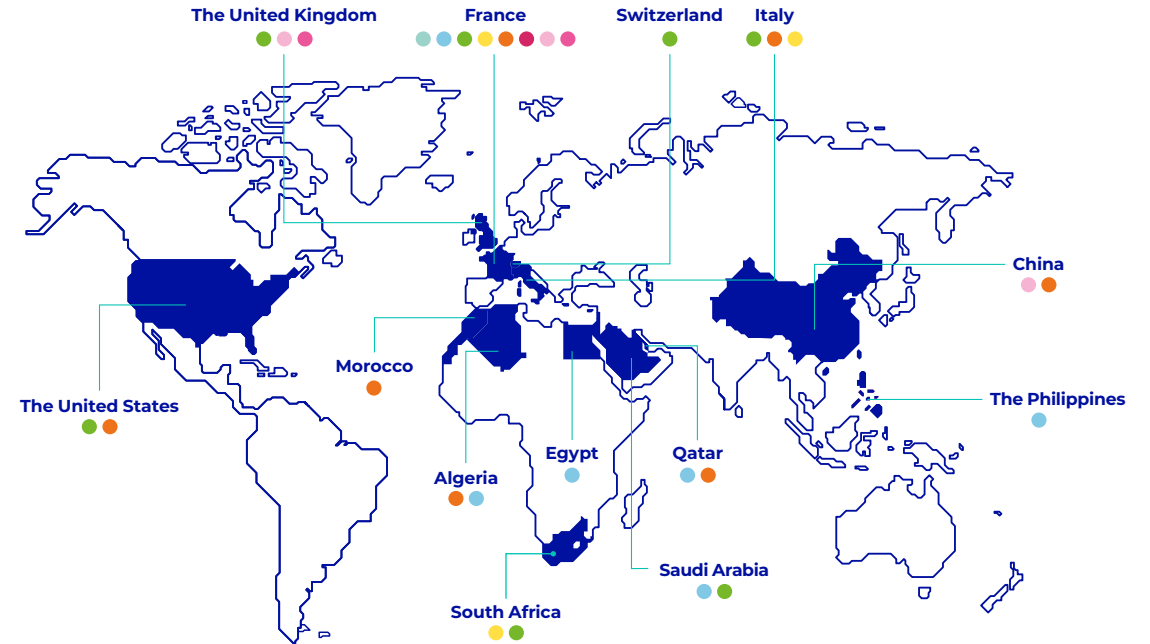 The United Kingdom
France
Switzerland
Italy
China
Morocco
The United States
The Philippines
Egypt
Qatar
Algeria
Saudi Arabia
South Africa